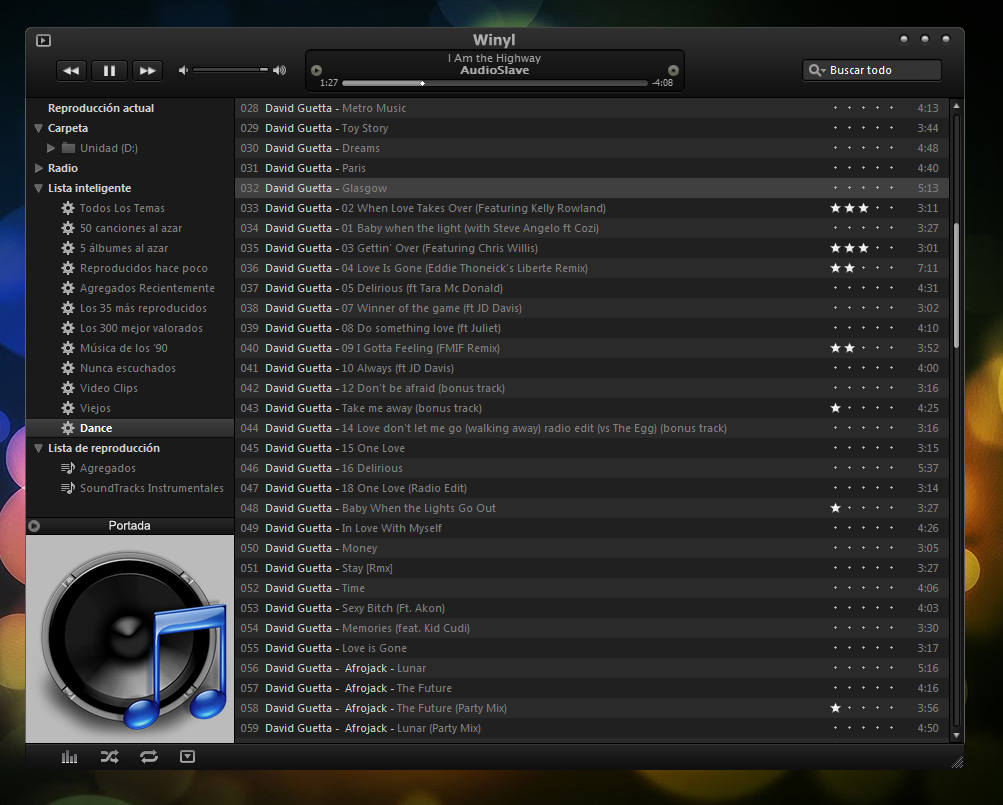 Winyl
I Am the Highway
AudioSlave
1:27
-4:08
Buscar todo
Reproducción actual
Carpeta
Unidad (D:)
Radio
Lista inteligente
Todos Los Temas
50 canciones al azar
5 álbumes al azar
Reproducidos hace poco
Agregados Recientemente
Los 35 más reproducidos
Los 300 mejor valorados
Música de los '90
Nunca escuchados
Video Clips
Viejos
Dance
Lista de reproducción
Agregados
SoundTracks Instrumentales
Portada
028 David Guetta - Metro Music 4:13
029 David Guetta - Toy Story 3:44
030 David Guetta - Dreams 4:48
031 David Guetta - Paris 4:40
032 David Guetta - Glasgow 5:13
033 David Guetta - 02 When Love Takes Over (Featuring Kelly Rowland) 3:11
034 David Guetta - 01 Baby when the light (with Steve Angelo ft Cozi) 3:27
035 David Guetta - 03 Gettin' Over (Featuring Chris Willis) 3:01
036 David Guetta - 04 Love Is Gone (Eddie Thoneick's Liberte Remix) 7:11
037 David Guetta - 05 Delirious (ft Tara Mc Donald) 4:31
038 David Guetta - 07 Winner of the game (ft JD Davis) 3:02
039 David Guetta - 08 Do something love (ft Juliet) 4:10
040 David Guetta - 09 I Gotta Feeling (FMIF Remix) 3:52
041 David Guetta - 10 Always (ft JD Davis) 4:00
042 David Guetta - 12 Don't be afraid (bonus track) 3:16
043 David Guetta - Take me away (bonus track) 4:25
044 David Guetta - 14 Love don't let me go (walking away) radio edit (vs The Egg) (bonus track) 3:16
045 David Guetta - 15 One Love 3:15
046 David Guetta - 16 Delirious 5:37
047 David Guetta - 18 One Love (Radio Edit) 3:14
048 David Guetta - Baby When the Lights Go Out 3:27
049 David Guetta - In Love With Myself 4:26
050 David Guetta - Money 3:05
051 David Guetta - Stay [Rmx] 3:27
052 David Guetta - Time 4:06
053 David Guetta - Sexy Bitch (Ft. Akon) 4:03
054 David Guetta - Memories (feat. Kid Cudi) 3:30
055 David Guetta - Love is Gone 3:17
056 David Guetta - Afrojack - Lunar 5:16
057 David Guetta - Afrojack - The Future 4:16
058 David Guetta - Afrojack - The Future (Party Mix) 3:56
059 David Guetta - Afrojack - Lunar (Party Mix) 4:50